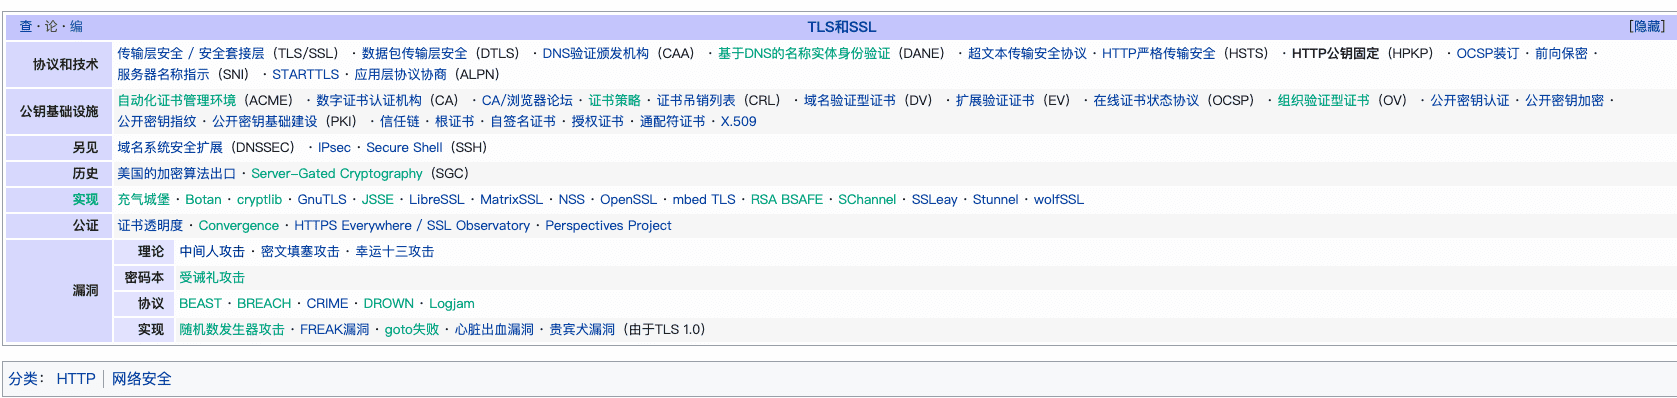 查 · 论 · 编 TLS和SSL [隐藏]
协议和技术 传输层安全 / 安全套接层（TLS/SSL） · 数据包传输层安全（DTLS） · DNS验证颁发机构（CAA） · 基于DNS的名称实体身份验证（DANE） · 超文本传输安全协议 · HTTP严格传输安全（HSTS） · HTTP公钥固定（HPKP） · OCSP装订 · 前向保密 ·
服务器名称指示（SNI） · STARTTLS · 应用层协议协商（ALPN）
公钥基础设施 自动化证书管理环境（ACME） · 数字证书认证机构（CA） · CA/浏览器论坛 · 证书策略 · 证书吊销列表（CRL） · 域名验证型证书（DV） · 扩展验证证书（EV） · 在线证书状态协议（OCSP） · 组织验证型证书（OV） · 公开密钥认证 · 公开密钥加密 ·
公开密钥指纹 · 公开密钥基础建设（PKI） · 信任链 · 根证书 · 自签名证书 · 授权证书 · 通配符证书 · X.509
另见 域名系统安全扩展（DNSSEC） · IPsec · Secure Shell（SSH）
历史 美国的加密算法出口 · Server-Gated Cryptography（SGC）
实现 充气城堡 · Botan · cryptlib · GnuTLS · JSSE · LibreSSL · MatrixSSL · NSS · OpenSSL · mbed TLS · RSA BSAFE · SChannel · SSLeay · Stunnel · wolfSSL
公证 证书透明度 · Convergence · HTTPS Everywhere / SSL Observatory · Perspectives Project
漏洞
理论 中间人攻击 · 密文填塞攻击 · 幸运十三攻击
密码本 受诫礼攻击
协议 BEAST · BREACH · CRIME · DROWN · Logjam
实现 随机数发生器攻击 · FREAK漏洞 · goto失败 · 心脏出血漏洞 · 贵宾犬漏洞（由于TLS 1.0）
分类： HTTP | 网络安全